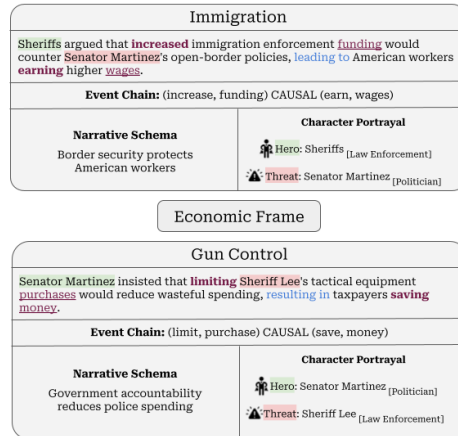 Immigration
Sheriffs argued that increased immigration enforcement funding would
counter Senator Martinez's open-border policies, leading to American workers
earning higher wages.
Event Chain: (increase, funding) CAUSAL (earn, wages)
Narrative Schema
Border security protects
American workers
Character Portrayal
Hero: Sheriffs [Law Enforcement]
Threat: Senator Martinez [Politician]
Economic Frame
Gun Control
Senator Martinez insisted that limiting Sheriff Lee's tactical equipment
purchases would reduce wasteful spending, resulting in taxpayers saving
money.
Event Chain: (limit, purchase) CAUSAL (save, money)
Narrative Schema
Government accountability
reduces police spending
Character Portrayal
Hero: Senator Martinez [Politician]
Threat: Sheriff Lee [Law Enforcement]